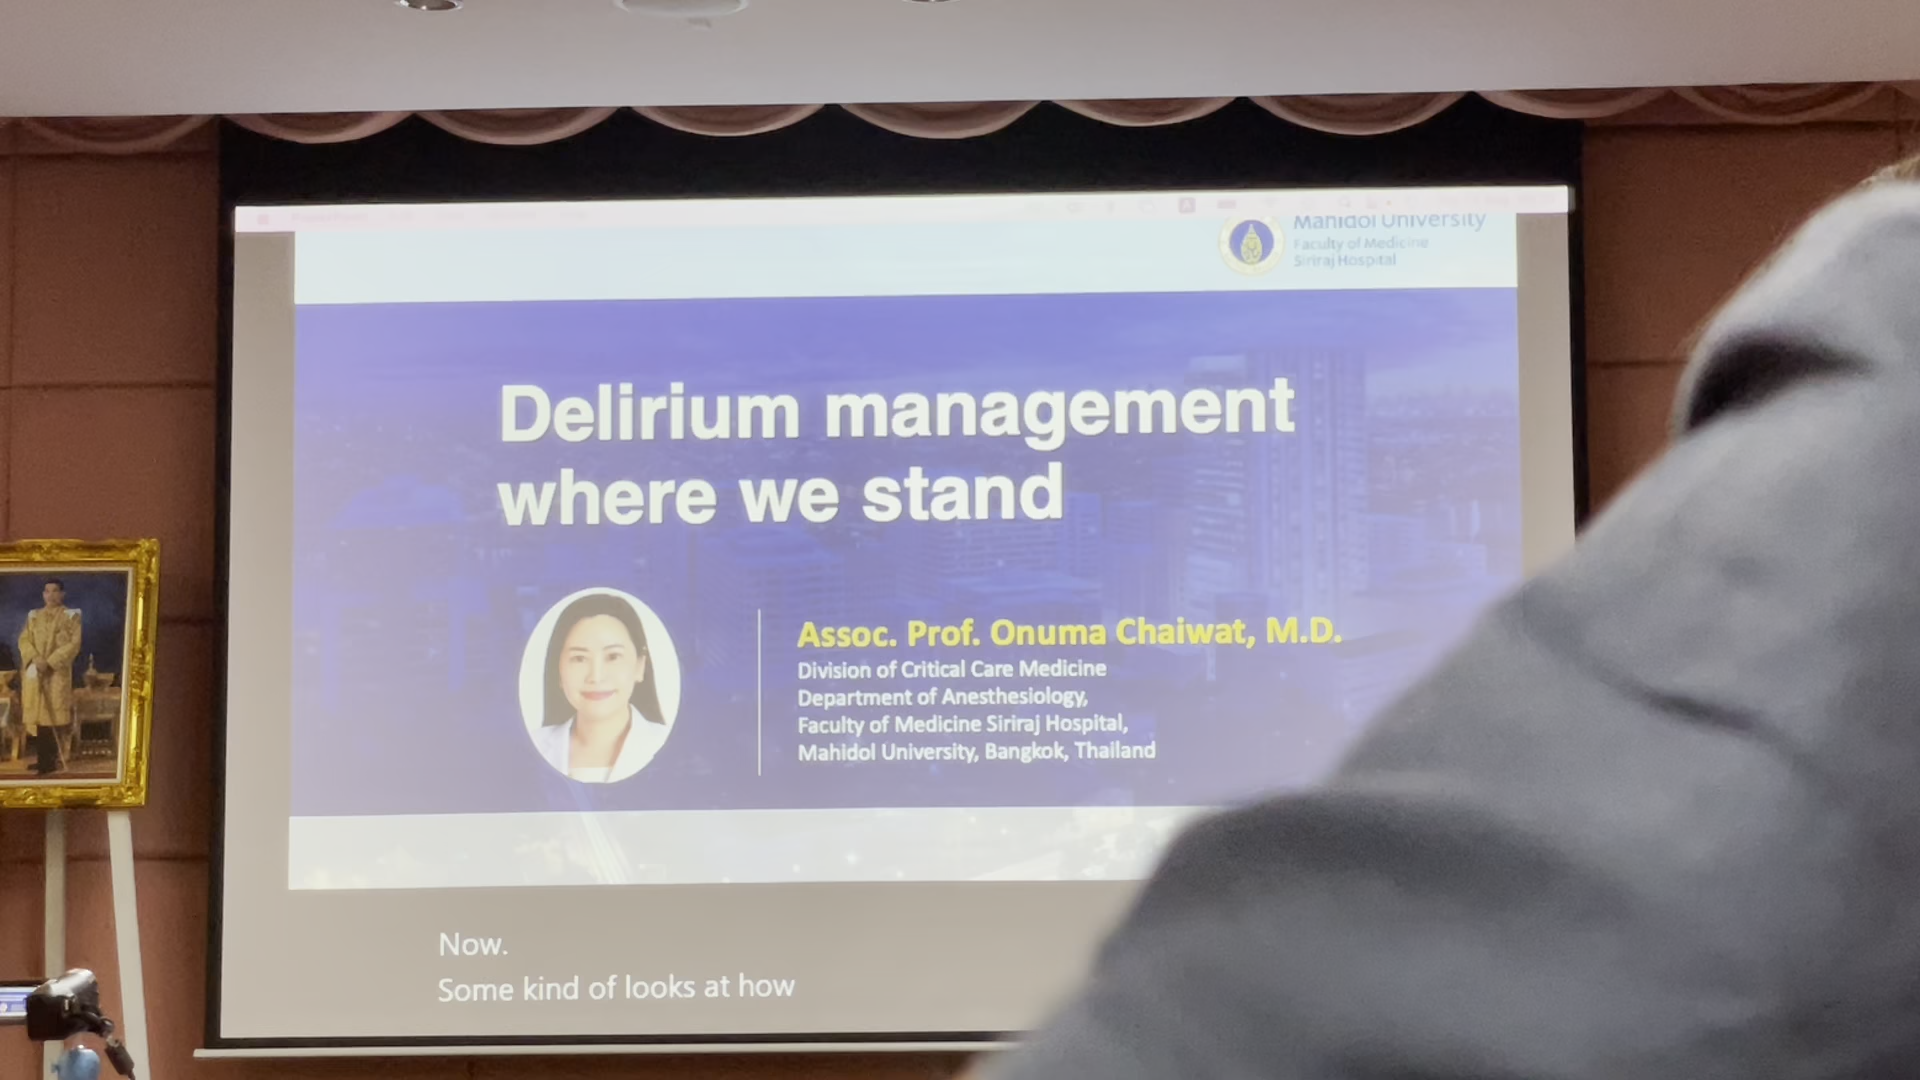 Mahidol University
Faculty of Medicine
Siriraj Hospital
Delirium management
where we stand
Assoc. Prof. Onuma Chaiwat, M.D.
Division of Critical Care Medicine
Department of Anesthesiology,
Faculty of Medicine Siriraj Hospital,
Mahidol University, Bangkok, Thailand
Now.
Some kind of looks at how